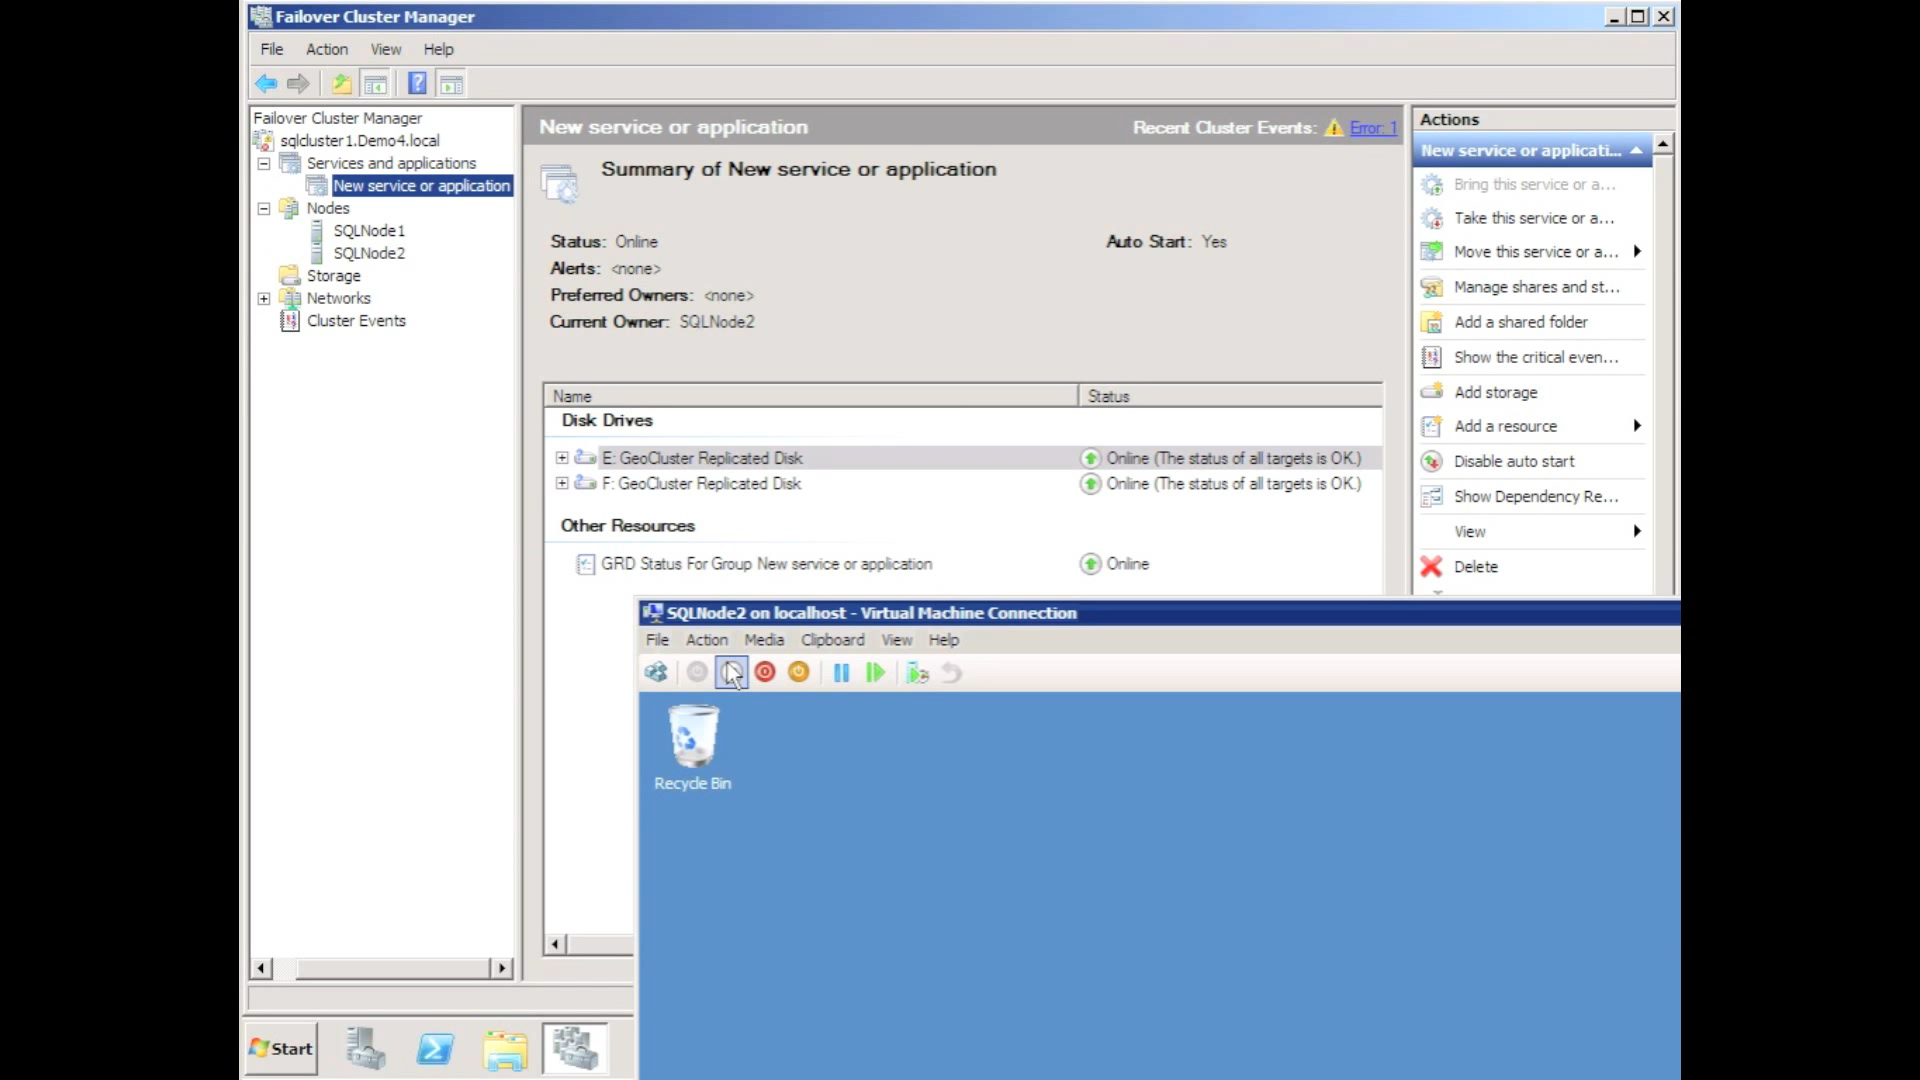 Failover Cluster Manager
File Action View Help
Failover Cluster Manager
sqlcluster1.Demo4.local
Services and applications
New service or application
Nodes
SQLNode1
SQLNode2
Storage
Networks
Cluster Events
New service or application
Recent Cluster Events: Error: 1
Summary of New service or application
Status: Online
Auto Start: Yes
Alerts: <none>
Preferred Owners: <none>
Current Owner: SQLNode2
Name Status
Disk Drives
E: GeoCluster Replicated Disk Online (The status of all targets is OK.)
F: GeoCluster Replicated Disk Online (The status of all targets is OK.)
Other Resources
GRD Status For Group New service or application Online
Actions
New service or applicati...
Bring this service or a...
Take this service or a...
Move this service or a...
Manage shares and st...
Add a shared folder
Show the critical even...
Add storage
Add a resource
Disable auto start
Show Dependency Re...
View
Delete
SQLNode2 on localhost - Virtual Machine Connection
File Action Media Clipboard View Help
Recycle Bin
Start